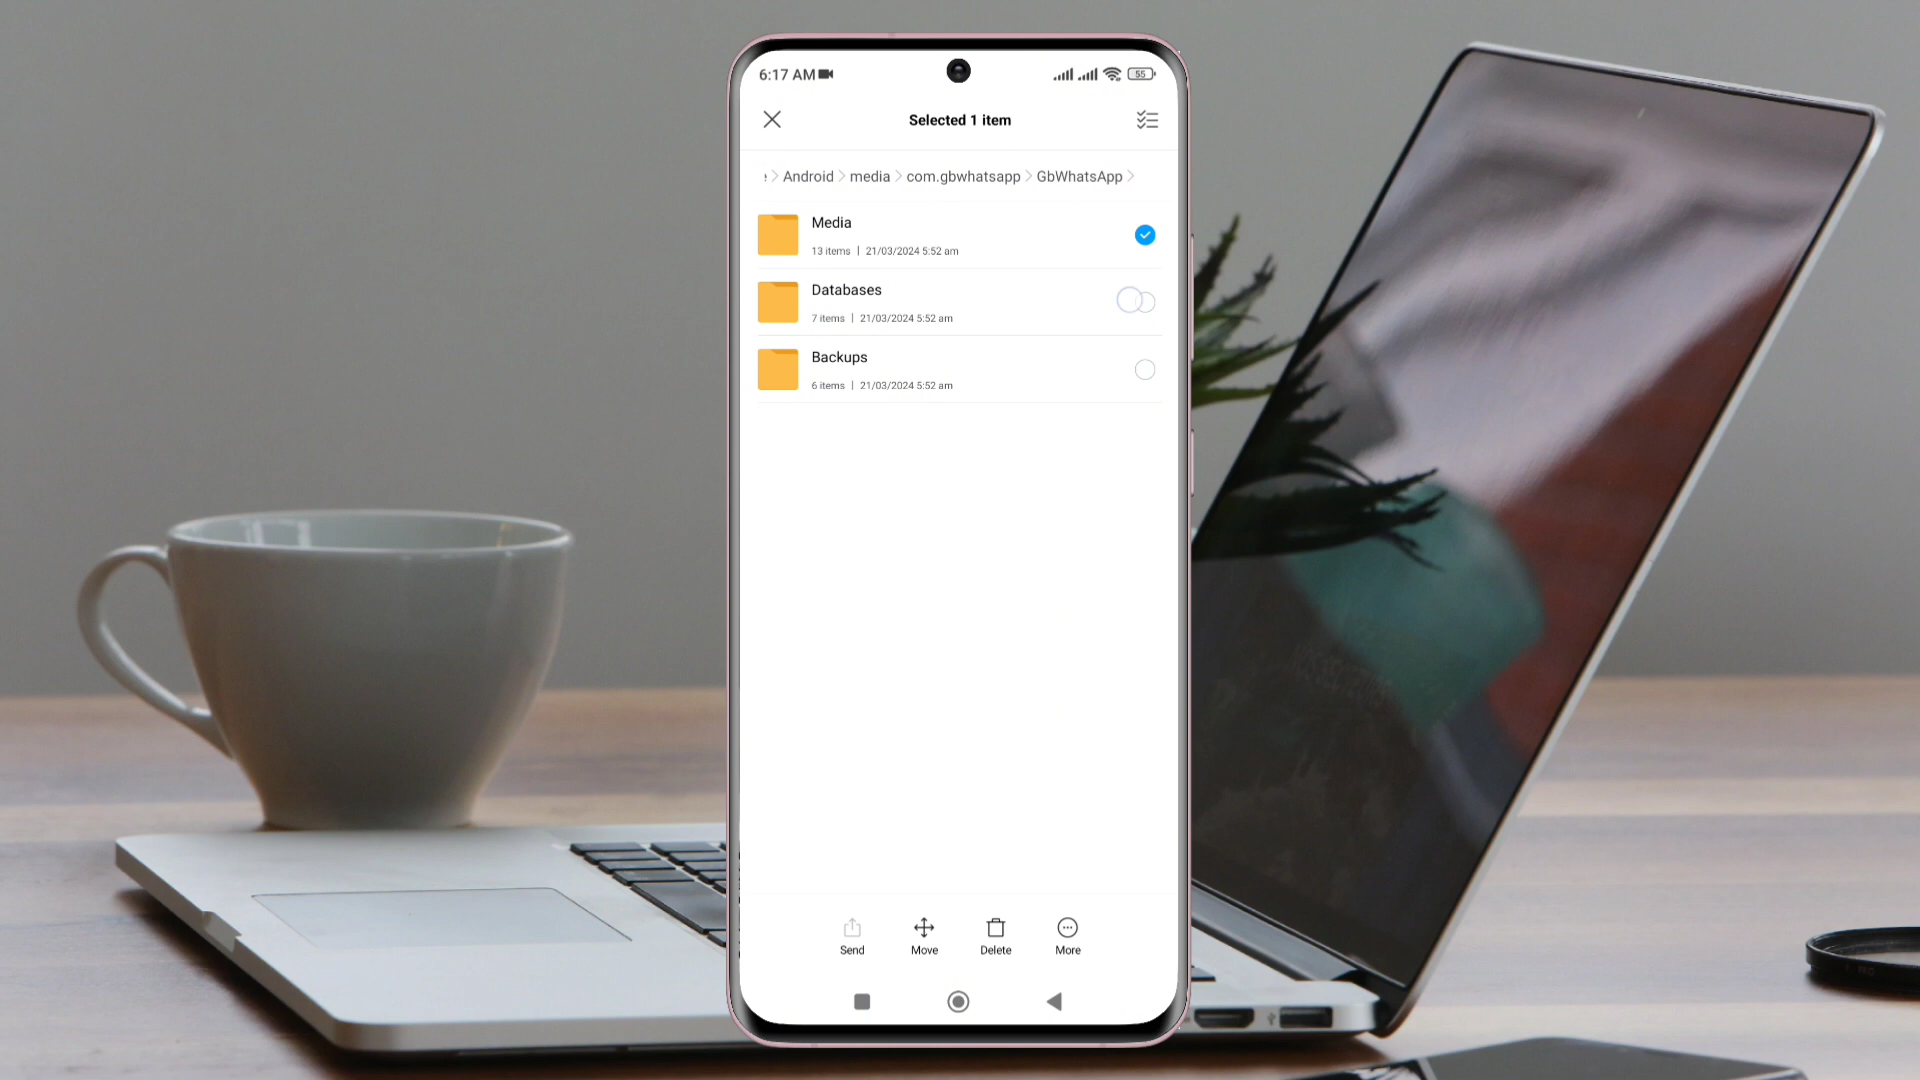 6:17 AM
55
Selected 1 item
Android > media > com.gbwhatsapp > GbWhatsApp >
Media
13 items | 21/03/2024 5:52 am
Databases
7 items | 21/03/2024 5:52 am
Backups
6 items | 21/03/2024 5:52 am
Send Move Delete More